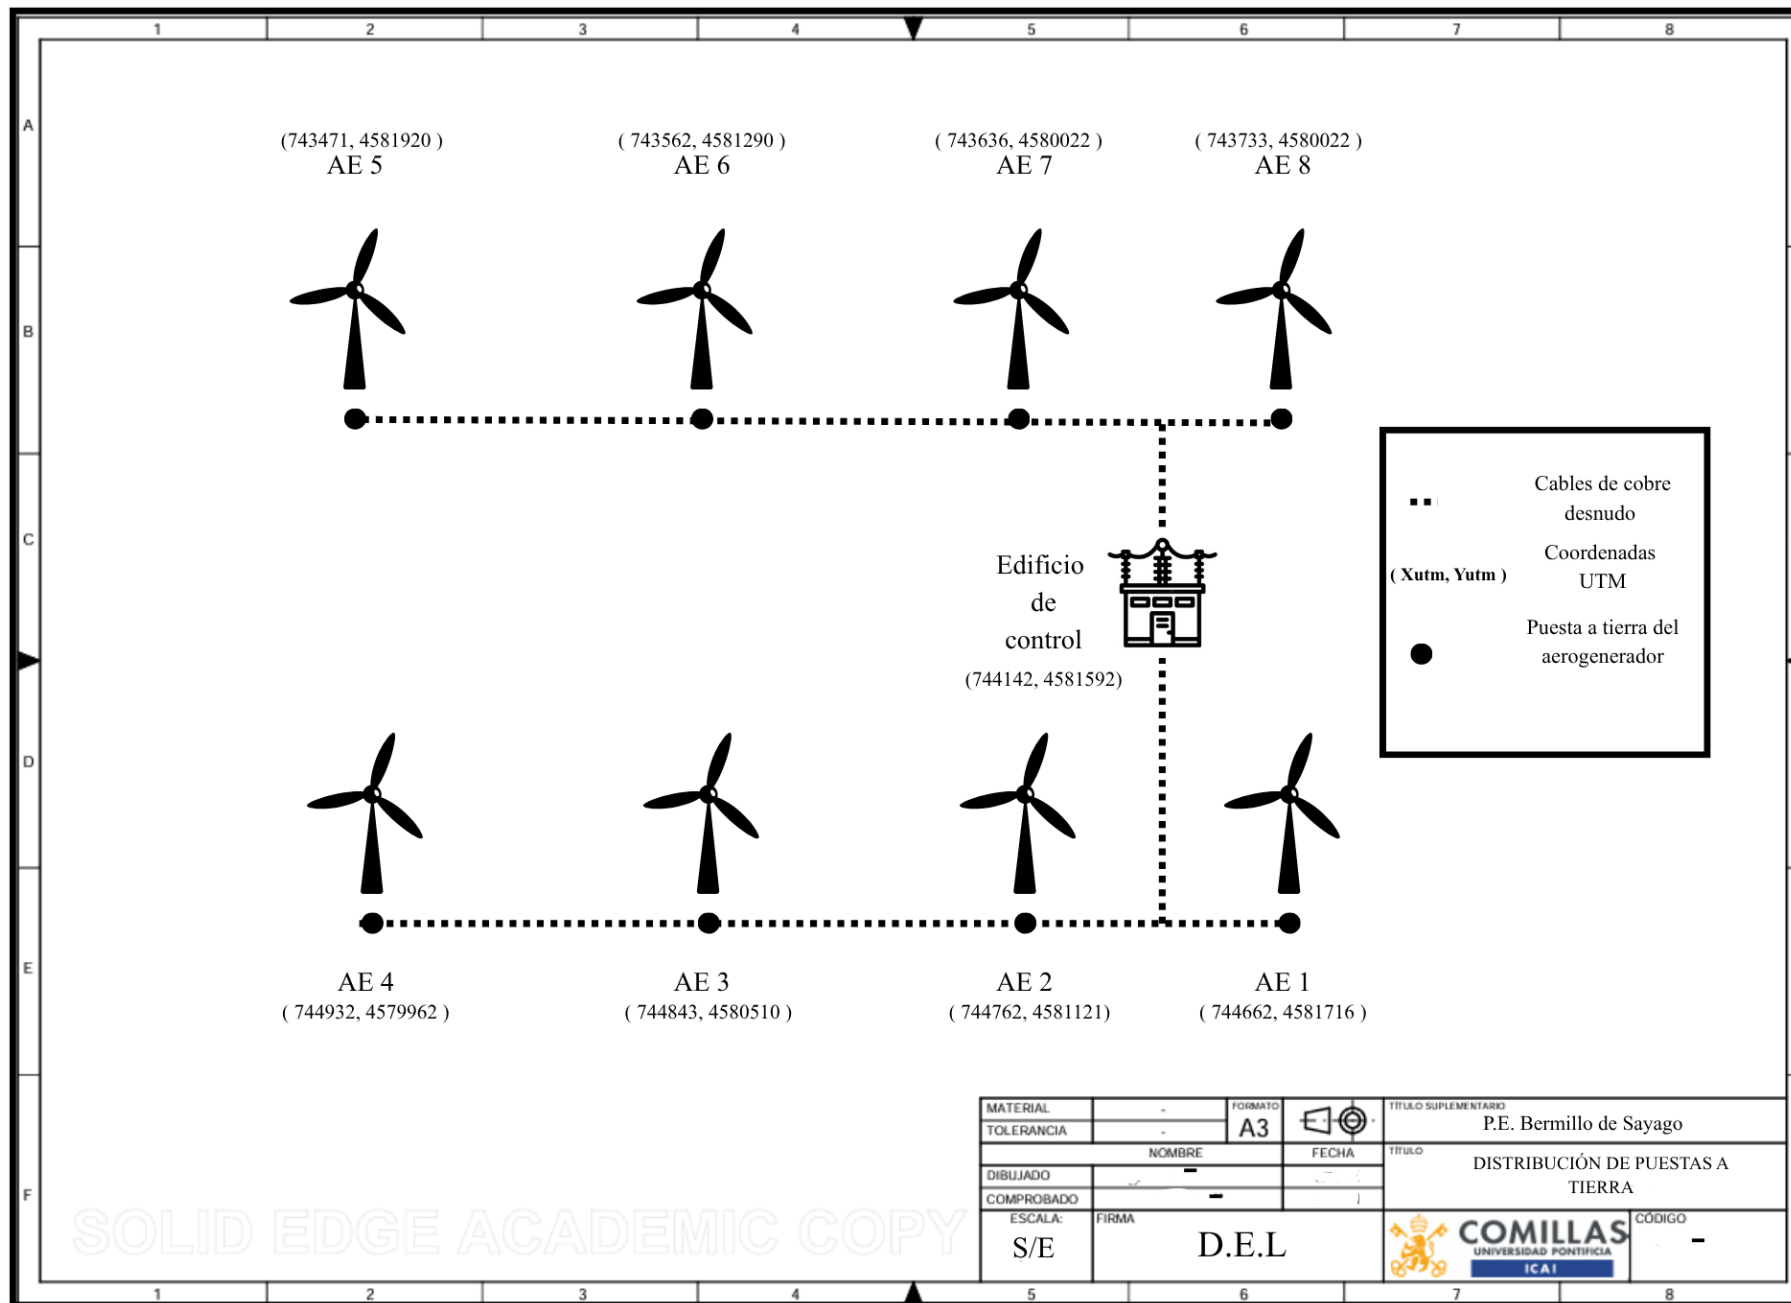 1 2 3 4 5 6 7 8
A
(743471, 4581920 ) ( 743562, 4581290 ) ( 743636, 4580022 ) ( 743733, 4580022 )
AE 5 AE 6 AE 7 AE 8
B
C
Edificio
de
control
(744142, 4581592)
Cables de cobre
desnudo
( Xutm, Yutm )
Coordenadas
UTM
Puesta a tierra del
aerogenerador
D
E
AE 4 AE 3 AE 2 AE 1
( 744932, 4579962 ) ( 744843, 4580510 ) ( 744762, 4581121) ( 744662, 4581716 )
F
SOLID EDGE ACADEMIC COPY
MATERIAL -
TOLERANCIA -
FORMATO
A3
TÍTULO SUPLEMENTARIO
P.E. Bermillo de Sayago
NOMBRE FECHA
DIBUJADO
COMPROBADO
TÍTULO
DISTRIBUCIÓN DE PUESTAS A
TIERRA
ESCALA:
S/E
FIRMA
D.E.L
COMILLAS
UNIVERSIDAD PONTIFICIA
ICAI
CÓDIGO
-
1 2 3 4 5 6 7 8